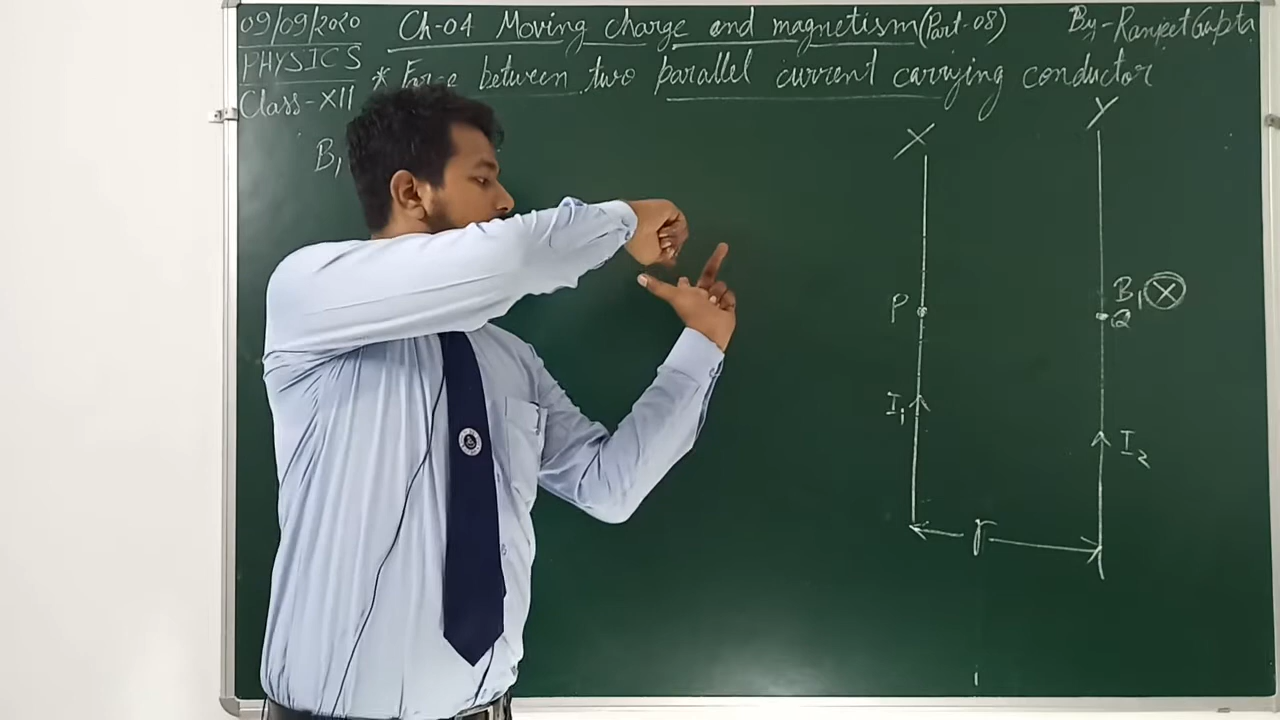 09/09/2020
Ch-04 Moving charge and magnetism (Part-08)
By-Ranjeet Gupta
PHYSICS
* Force between two parallel current carrying conductor
Class-XII
B₁
X
Y
P
B₁ ⊗
Q
I₁
I₂
r